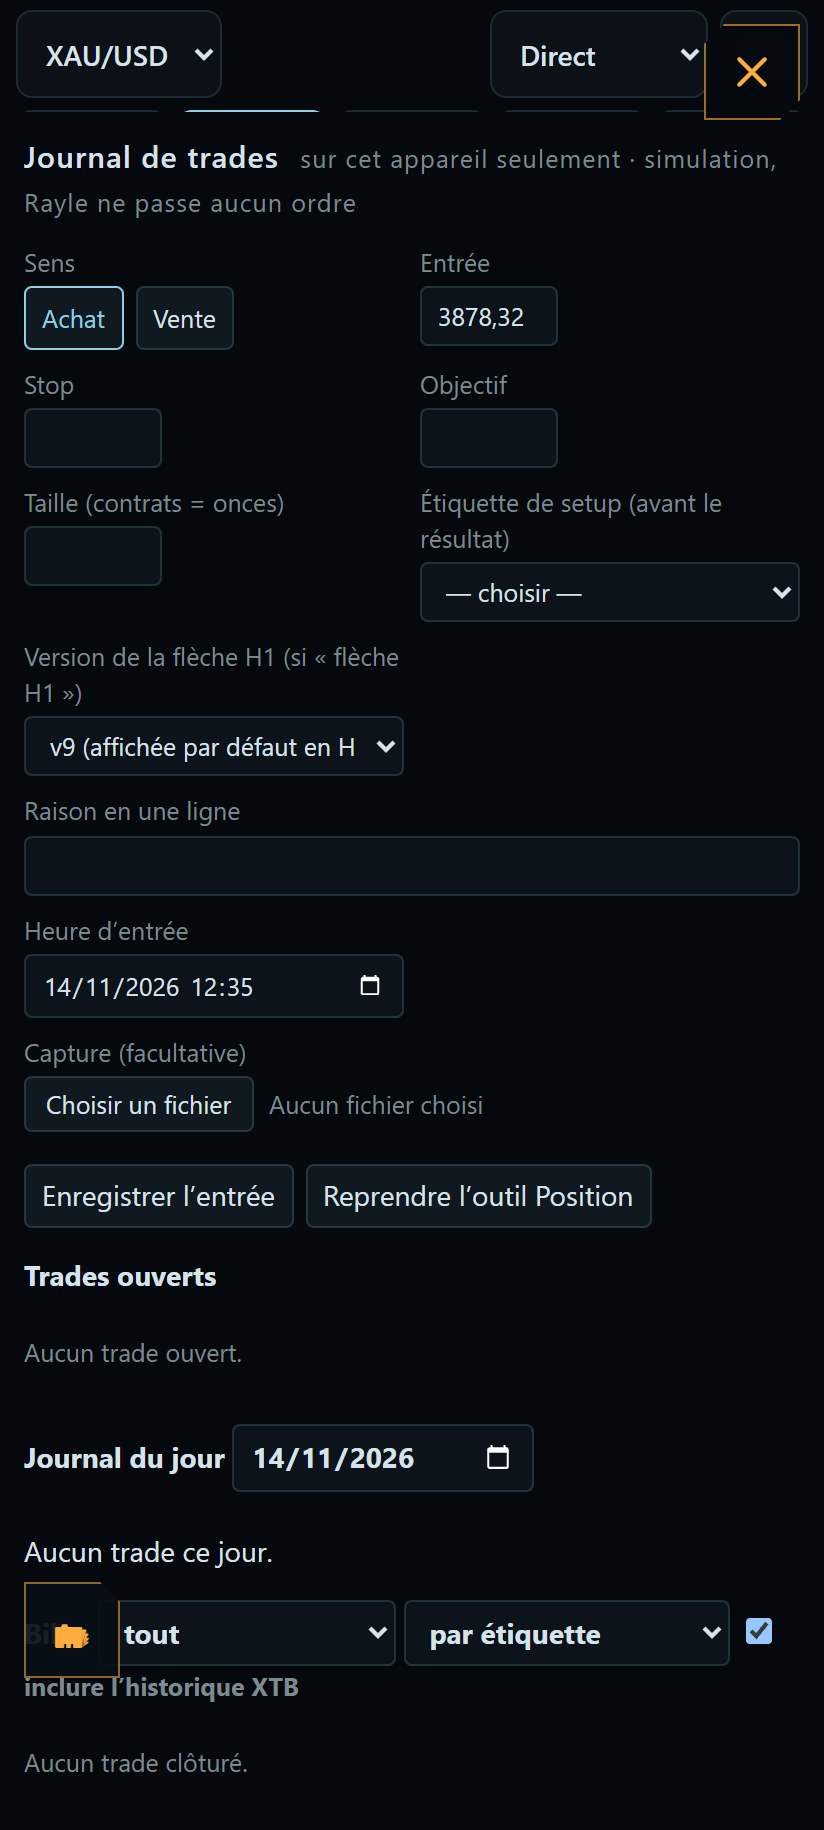 XAU/USD
Direct
Journal de trades sur cet appareil seulement · simulation,
Rayle ne passe aucun ordre
Sens
Entrée
Achat
Vente
3878,32
Stop
Objectif
Taille (contrats = onces)
Étiquette de setup (avant le
résultat)
— choisir —
Version de la flèche H1 (si « flèche
H1 »)
v9 (affichée par défaut en H
Raison en une ligne
Heure d’entrée
14/11/2026 12:35
Capture (facultative)
Choisir un fichier
Aucun fichier choisi
Enregistrer l’entrée
Reprendre l’outil Position
Trades ouverts
Aucun trade ouvert.
Journal du jour 14/11/2026
Aucun trade ce jour.
tout
par étiquette
inclure l’historique XTB
Aucun trade clôturé.